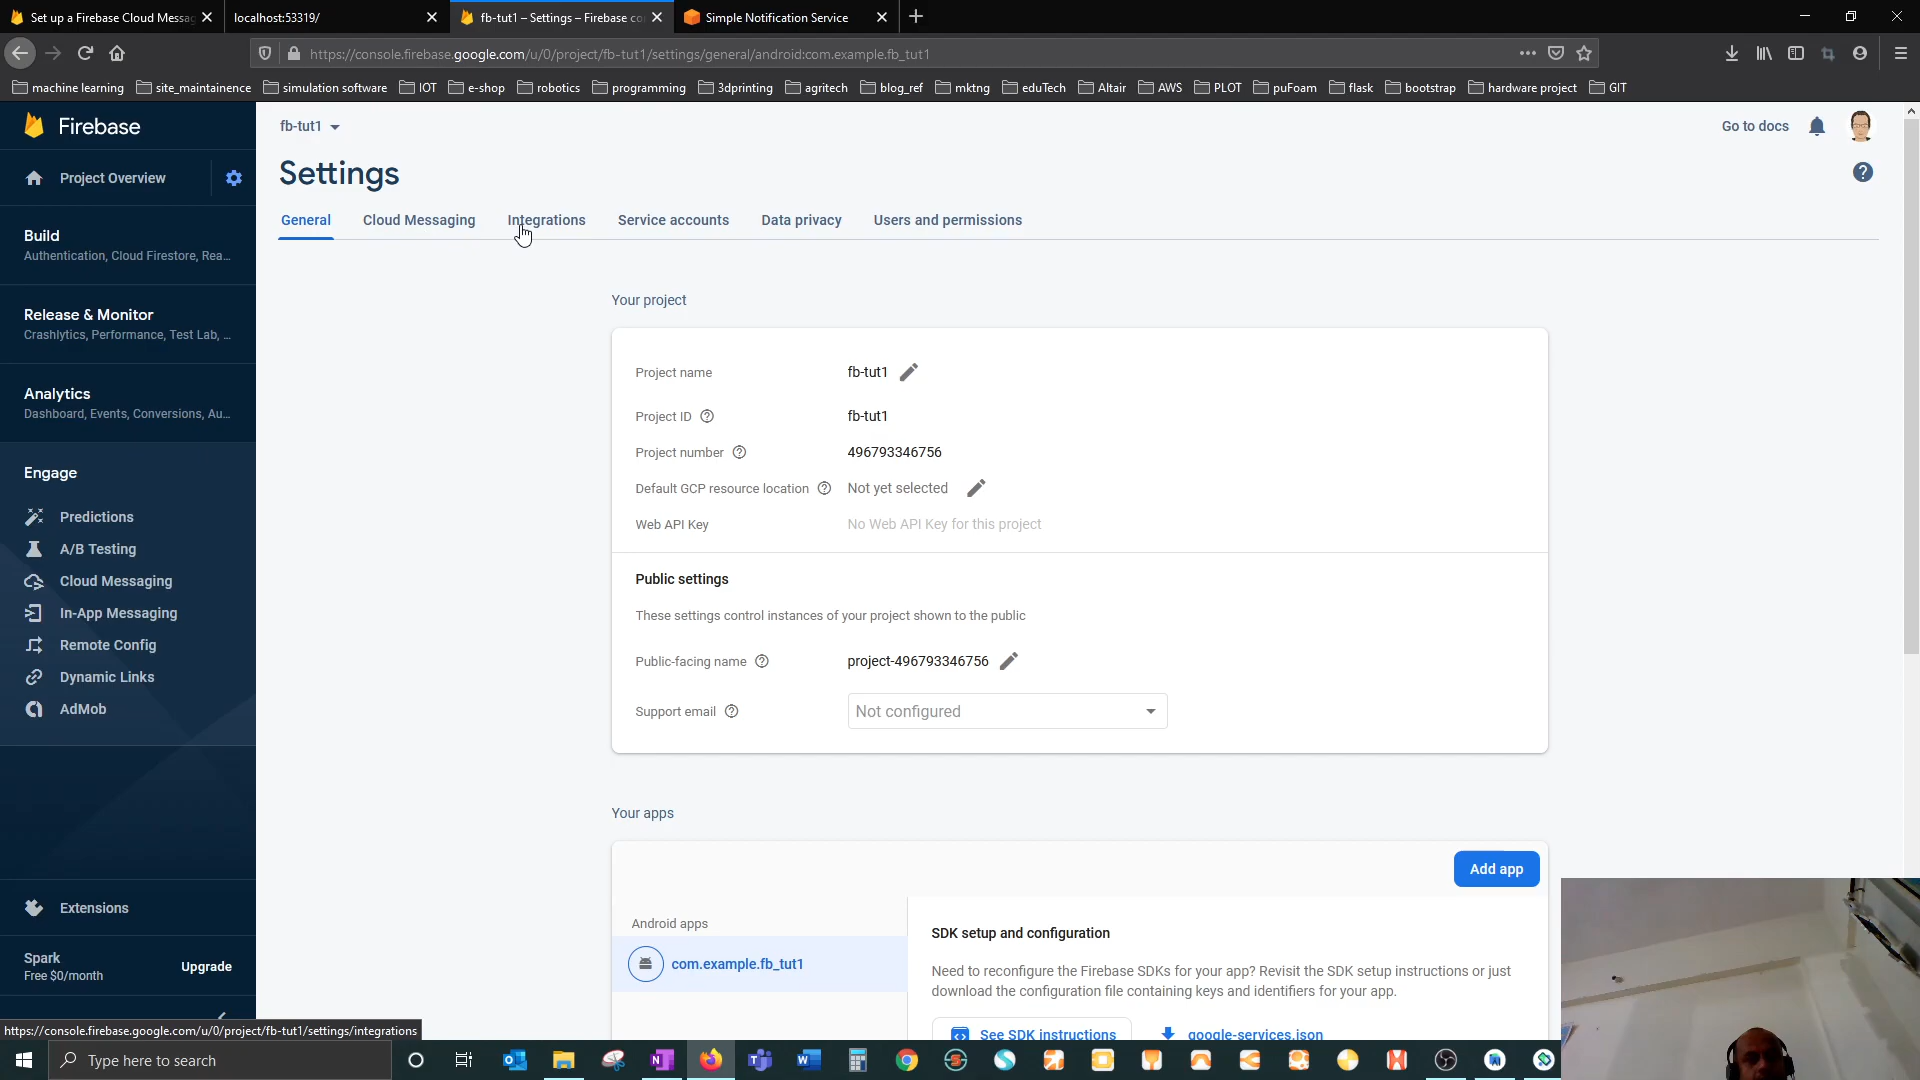 Set up a Firebase Cloud Messag
localhost:53319/
fb-tut1 – Settings – Firebase co
Simple Notification Service
https://console.firebase.google.com/u/0/project/fb-tut1/settings/general/android:com.example.fb_tut1
machine learning
site_maintainence
simulation software
IOT
e-shop
robotics
programming
3dprinting
agritech
blog_ref
mktng
eduTech
Altair
AWS
PLOT
puFoam
flask
bootstrap
hardware project
GIT
Firebase
fb-tut1
Go to docs
Project Overview
Settings
General
Cloud Messaging
Integrations
Service accounts
Data privacy
Users and permissions
Build
Authentication, Cloud Firestore, Rea...
Release & Monitor
Crashlytics, Performance, Test Lab, ...
Analytics
Dashboard, Events, Conversions, Au...
Engage
Predictions
A/B Testing
Cloud Messaging
In-App Messaging
Remote Config
Dynamic Links
AdMob
Extensions
Spark
Free $0/month
Upgrade
Your project
Project name
fb-tut1
Project ID
fb-tut1
Project number
496793346756
Default GCP resource location
Not yet selected
Web API Key
No Web API Key for this project
Public settings
These settings control instances of your project shown to the public
Public-facing name
project-496793346756
Support email
Not configured
Your apps
Add app
Android apps
com.example.fb_tut1
SDK setup and configuration
Need to reconfigure the Firebase SDKs for your app? Revisit the SDK setup instructions or just
download the configuration file containing keys and identifiers for your app.
See SDK instructions
google-services.json
https://console.firebase.google.com/u/0/project/fb-tut1/settings/integrations
Type here to search